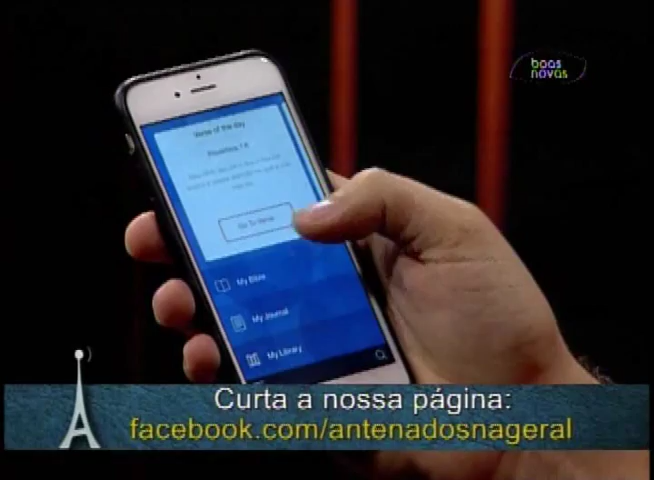 boas
novas
Verse of the day
Go To Verse
My Bible
My Journal
My Library
Curta a nossa página:
facebook.com/antenadosnageral